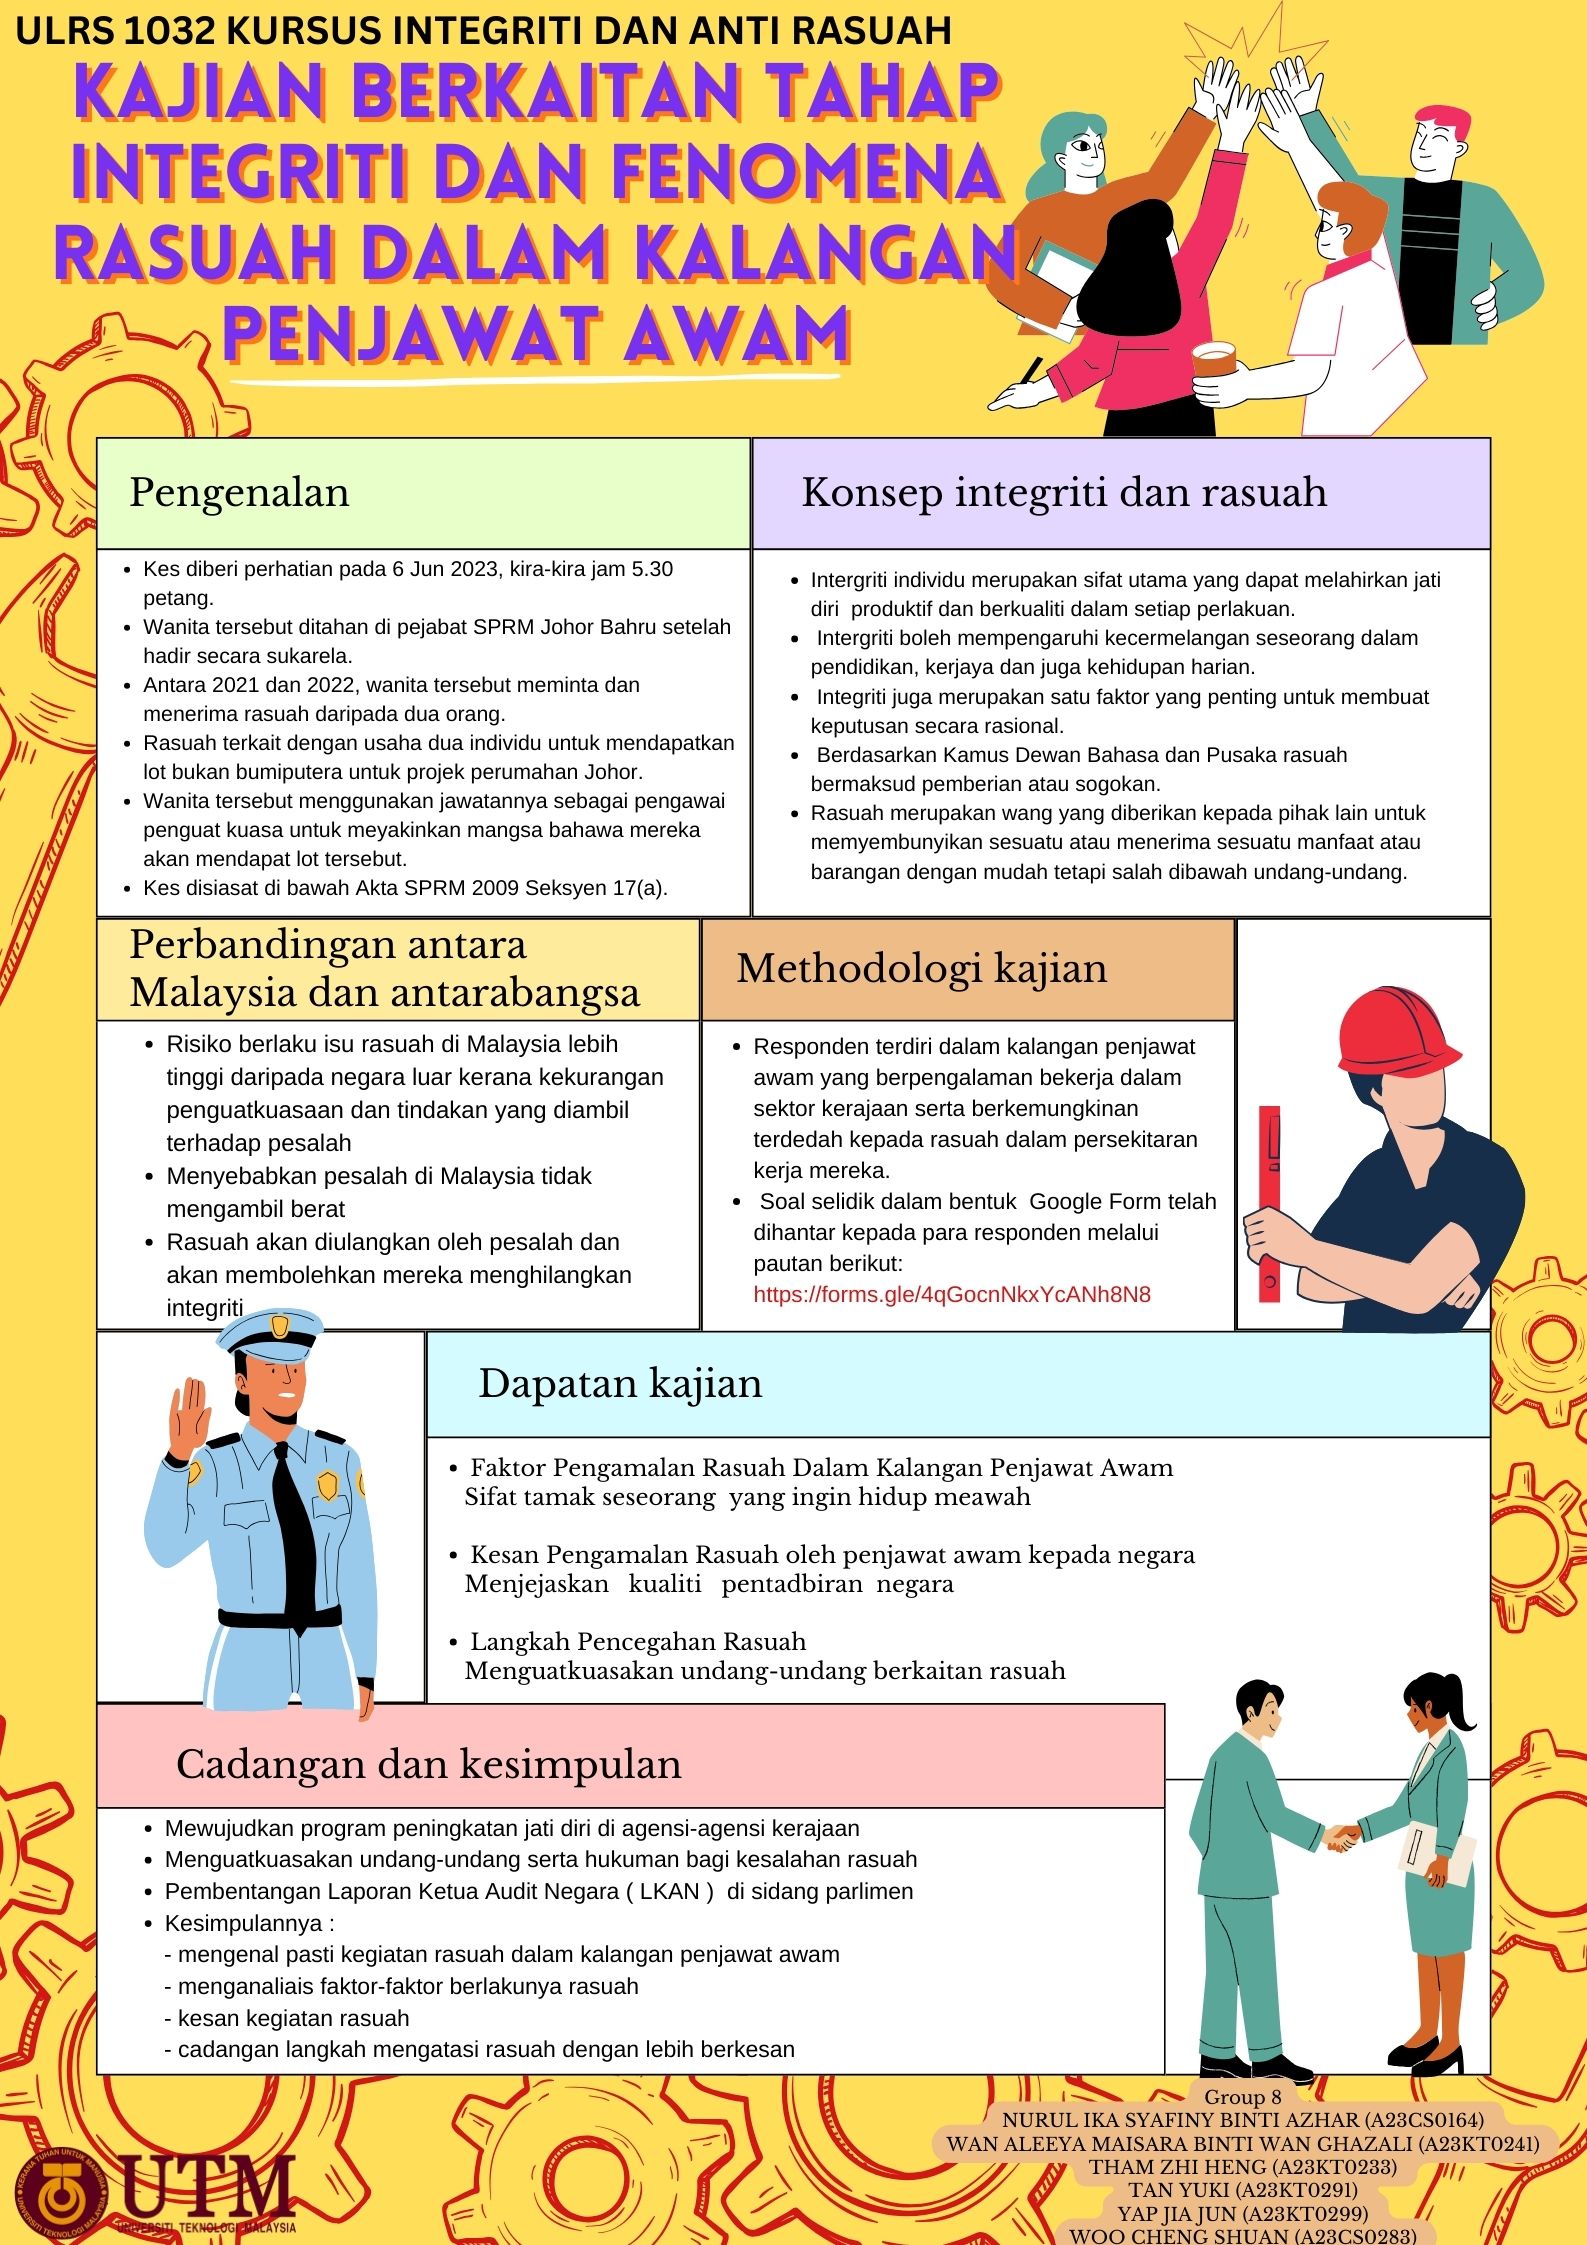 ULRS 1032 KURSUS INTEGRITI DAN ANTI RASUAH
KAJIAN BERKAITAN TAHAP
INTEGRITI DAN FENOMENA
RASUAH DALAM KALANGAN
PENJAWAT AWAM
Pengenalan
• Kes diberi perhatian pada 6 Jun 2023, kira-kira jam 5.30
petang.
• Wanita tersebut ditahan di pejabat SPRM Johor Bahru setelah
hadir secara sukarela.
• Antara 2021 dan 2022, wanita tersebut meminta dan
menerima rasuah daripada dua orang.
• Rasuah terkait dengan usaha dua individu untuk mendapatkan
lot bukan bumiputera untuk projek perumahan Johor.
• Wanita tersebut menggunakan jawatannya sebagai pengawai
penguat kuasa untuk meyakinkan mangsa bahawa mereka
akan mendapat lot tersebut.
• Kes disiasat di bawah Akta SPRM 2009 Seksyen 17(a).
Konsep integriti dan rasuah
• Intergriti individu merupakan sifat utama yang dapat melahirkan jati
diri produktif dan berkualiti dalam setiap perlakuan.
• Intergriti boleh mempengaruhi kecermelangan seseorang dalam
pendidikan, kerjaya dan juga kehidupan harian.
• Integriti juga merupakan satu faktor yang penting untuk membuat
keputusan secara rasional.
• Berdasarkan Kamus Dewan Bahasa dan Pusaka rasuah
bermaksud pemberian atau sogokan.
• Rasuah merupakan wang yang diberikan kepada pihak lain untuk
memyembunyikan sesuatu atau menerima sesuatu manfaat atau
barangan dengan mudah tetapi salah dibawah undang-undang.
Perbandingan antara
Malaysia dan antarabangsa
• Risiko berlaku isu rasuah di Malaysia lebih
tinggi daripada negara luar kerana kekurangan
penguatkuasaan dan tindakan yang diambil
terhadap pesalah
• Menyebabkan pesalah di Malaysia tidak
mengambil berat
• Rasuah akan diulangkan oleh pesalah dan
akan membolehkan mereka menghilangkan
integriti
Methodologi kajian
• Responden terdiri dalam kalangan penjawat
awam yang berpengalaman bekerja dalam
sektor kerajaan serta berkemungkinan
terdedah kepada rasuah dalam persekitaran
kerja mereka.
• Soal selidik dalam bentuk Google Form telah
dihantar kepada para responden melalui
pautan berikut:
https://forms.gle/4qGocnNkxYcANh8N8
Dapatan kajian
• Faktor Pengamalan Rasuah Dalam Kalangan Penjawat Awam
Sifat tamak seseorang yang ingin hidup meawah
• Kesan Pengamalan Rasuah oleh penjawat awam kepada negara
Menjejaskan kualiti pentadbiran negara
• Langkah Pencegahan Rasuah
Menguatkuasakan undang-undang berkaitan rasuah
Cadangan dan kesimpulan
• Mewujudkan program peningkatan jati diri di agensi-agensi kerajaan
• Menguatkuasakan undang-undang serta hukuman bagi kesalahan rasuah
• Pembentangan Laporan Ketua Audit Negara ( LKAN ) di sidang parlimen
• Kesimpulannya :
- mengenal pasti kegiatan rasuah dalam kalangan penjawat awam
- menganaliais faktor-faktor berlakunya rasuah
- kesan kegiatan rasuah
- cadangan langkah mengatasi rasuah dengan lebih berkesan
Group 8
NURUL IKA SYAFINY BINTI AZHAR (A23CS0164)
WAN ALEEYA MAISARA BINTI WAN GHAZALI (A23KT0241)
THAM ZHI HENG (A23KT0233)
TAN YUKI (A23KT0291)
YAP JIA JUN (A23KT0299)
WOO CHENG SHUAN (A23CS0283)
KERANA TUHAN UNTUK MANUSIA
UNIVERSITI TEKNOLOGI MALAYSIA
UTM
UNIVERSITI TEKNOLOGI MALAYSIA